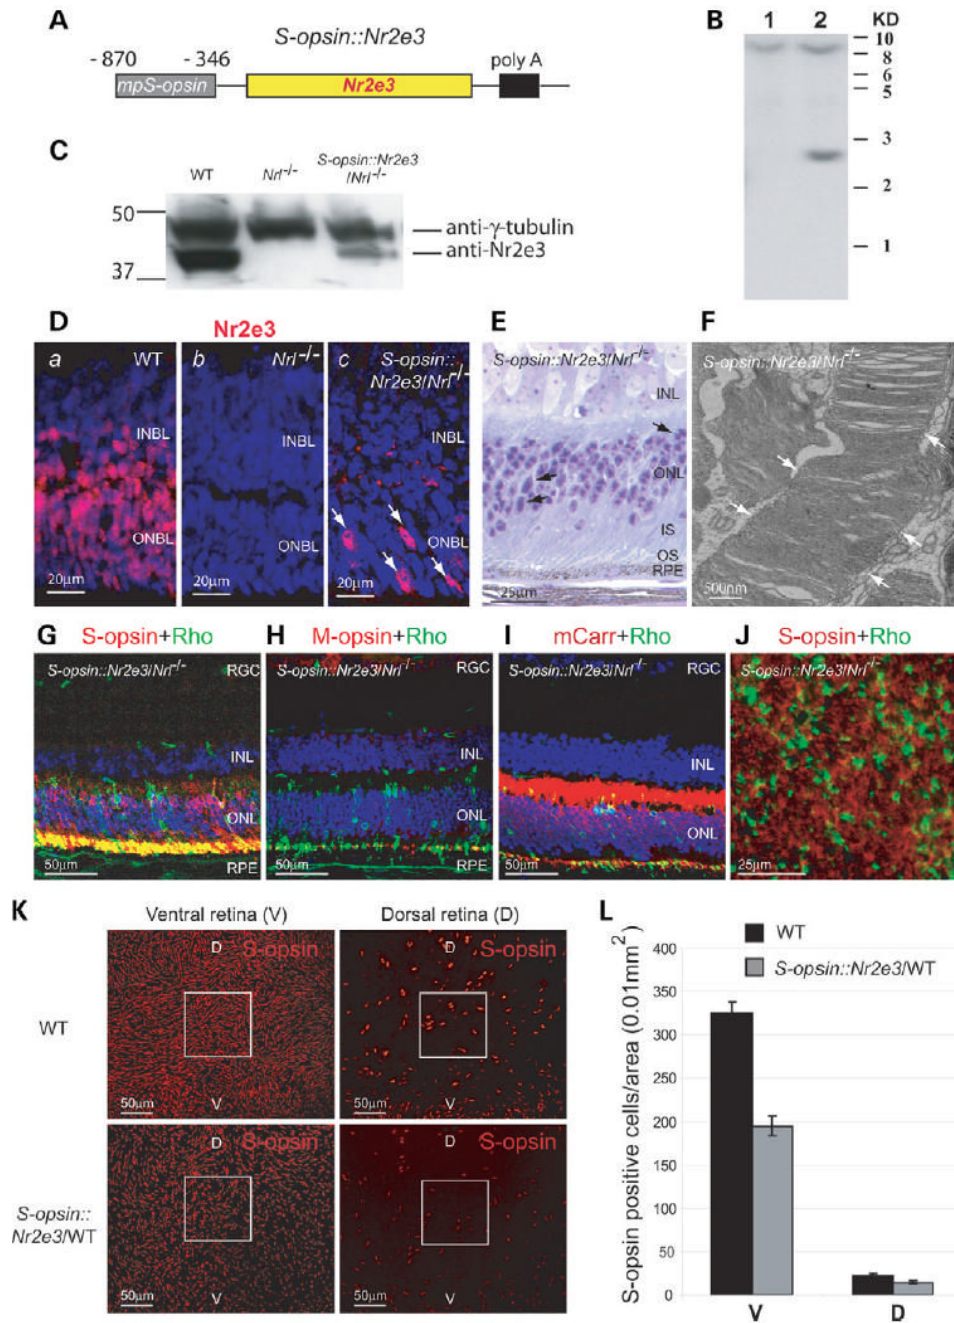 A
S-opsin::Nr2e3
-870 -346 poly A
mpS-opsin Nr2e3
B
1 2 KD
10
8
6
5
3
2
1
C
WT Nrl-/- S-opsin::Nr2e3
/Nrl-/-
50
37
anti-γ-tubulin
anti-Nr2e3
D
Nr2e3
a WT
INBL
ONBL
20μm
b Nrl-/-
INBL
ONBL
20μm
c S-opsin::
Nr2e3/Nrl-/-
INBL
ONBL
20μm
E
S-opsin::Nr2e3/Nrl-/-
INL
ONL
IS
OS
RPE
25μm
F
S-opsin::Nr2e3/Nrl-/-
500nm
G S-opsin+Rho
S-opsin::Nr2e3/Nrl-/- RGC
INL
ONL
50μm RPE
H M-opsin+Rho
S-opsin::Nr2e3/Nrl-/- RGC
INL
ONL
50μm RPE
I mCarr+Rho
S-opsin::Nr2e3/Nrl-/- RGC
INL
ONL
50μm RPE
J S-opsin+Rho
S-opsin::Nr2e3/Nrl-/-
25μm
K
Ventral retina (V) Dorsal retina (D)
WT
D S-opsin
50μm V
D S-opsin
50μm V
S-opsin::
Nr2e3/WT
D S-opsin
50μm V
D S-opsin
50μm V
L
WT
S-opsin::Nr2e3/WT
S-opsin positive cells/area (0.01mm2)
400
350
300
250
200
150
100
50
0
V D